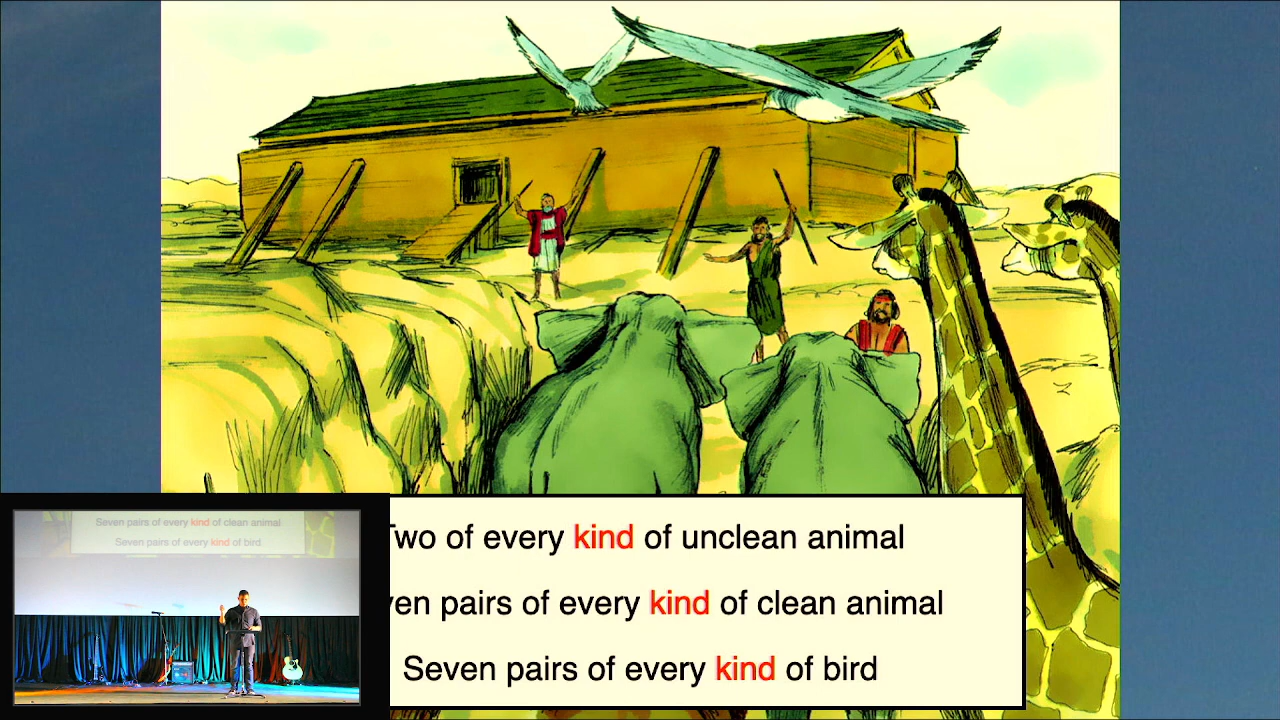 Two of every kind of unclean animal
ven pairs of every kind of clean animal
Seven pairs of every kind of bird
Seven pairs of every kind of clean animal
Seven pairs of every kind of bird